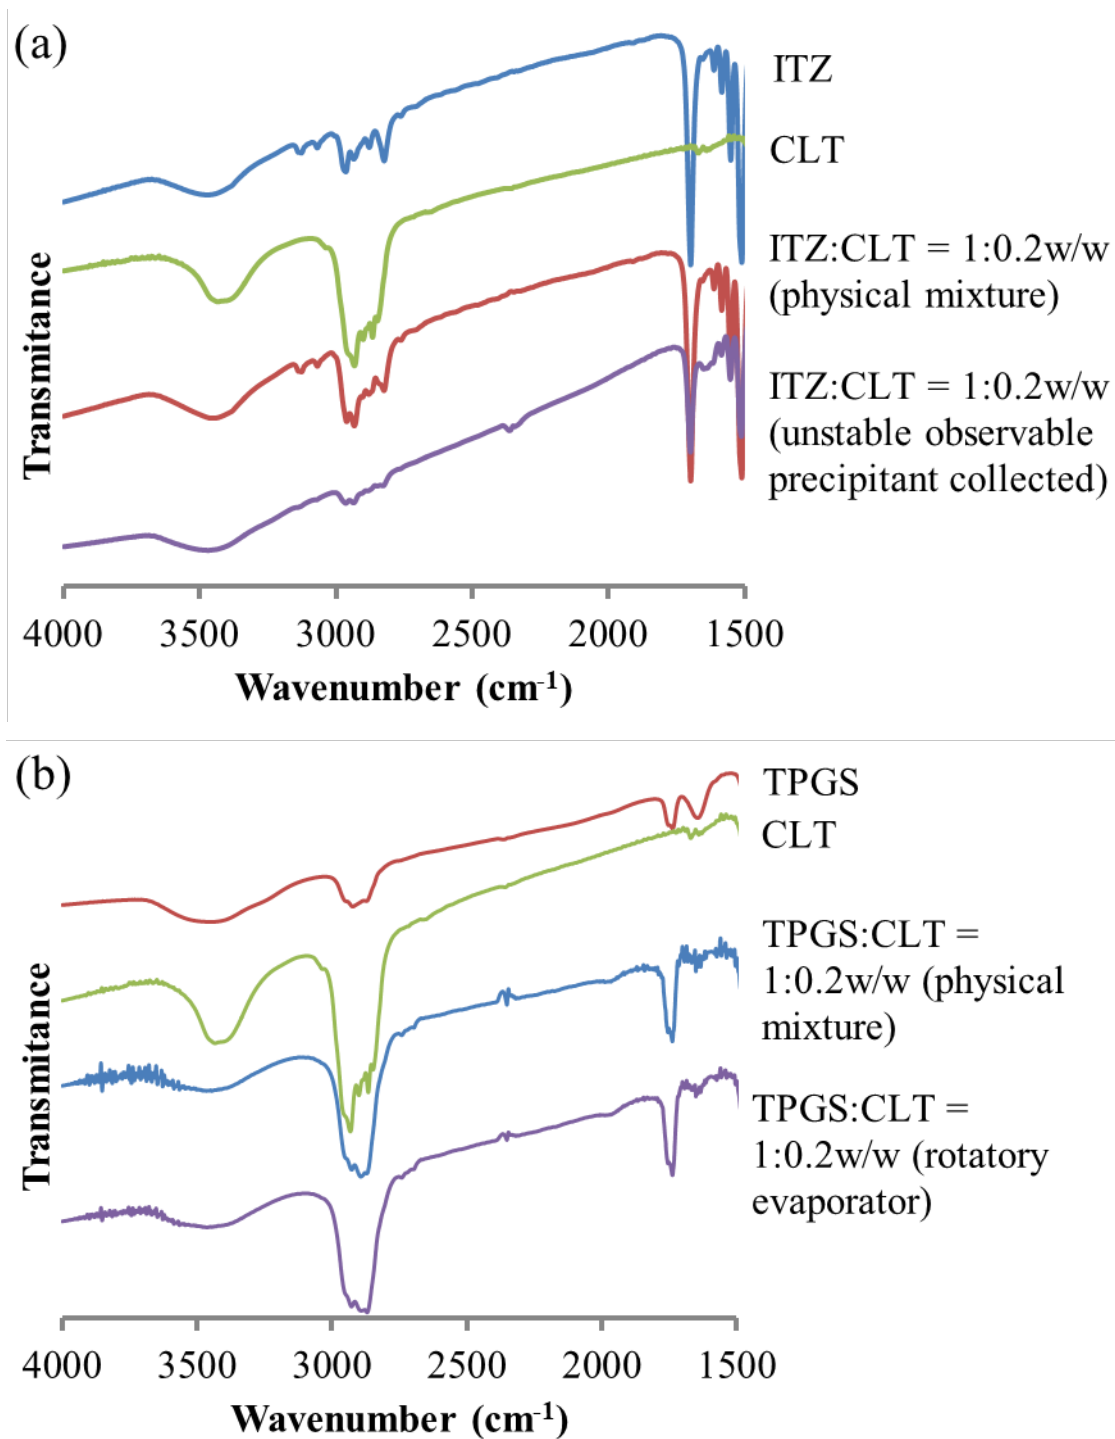 (a)
ITZ
CLT
ITZ:CLT = 1:0.2w/w
(physical mixture)
ITZ:CLT = 1:0.2w/w
(unstable observable
precipitant collected)
Transmitance
4000 3500 3000 2500 2000 1500
Wavenumber (cm-1)
(b)
TPGS
CLT
TPGS:CLT =
1:0.2w/w (physical
mixture)
TPGS:CLT =
1:0.2w/w (rotatory
evaporator)
Transmitance
4000 3500 3000 2500 2000 1500
Wavenumber (cm-1)